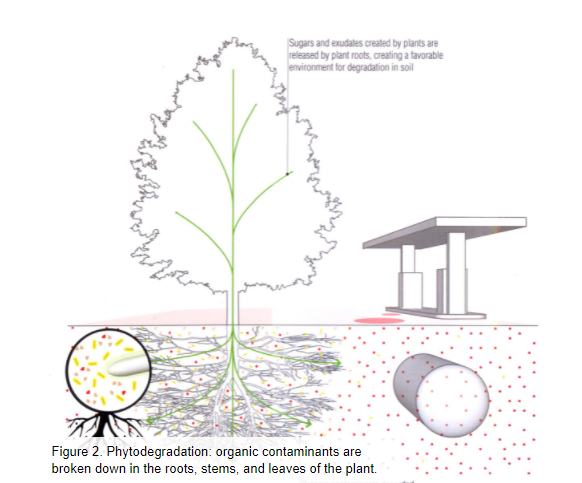 Sugars and exudates created by plants are
released by plant roots, creating a favorable
environment for degradation in soil
Figure 2. Phytodegradation: organic contaminants are
broken down in the roots, stems, and leaves of the plant.